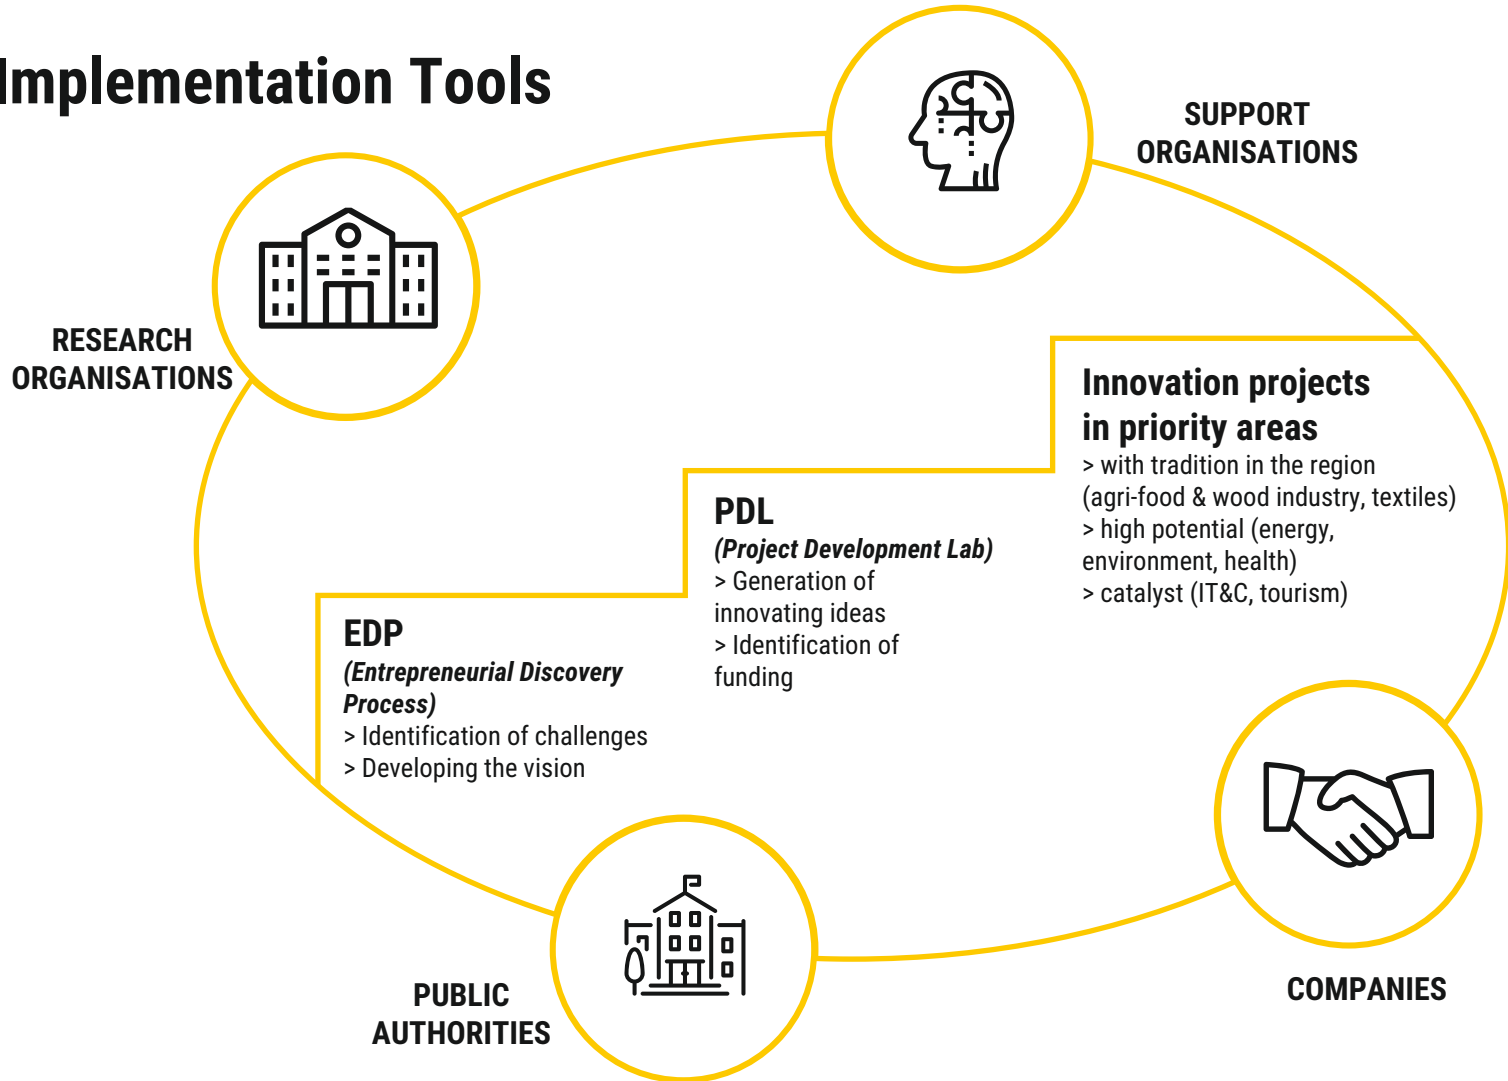 Implementation Tools
SUPPORT
ORGANISATIONS
RESEARCH
ORGANISATIONS
Innovation projects
in priority areas
> with tradition in the region
(agri-food & wood industry, textiles)
> high potential (energy,
environment, health)
> catalyst (IT&C, tourism)
PDL
(Project Development Lab)
> Generation of
innovating ideas
> Identification of
funding
EDP
(Entrepreneurial Discovery
Process)
> Identification of challenges
> Developing the vision
PUBLIC
AUTHORITIES
COMPANIES